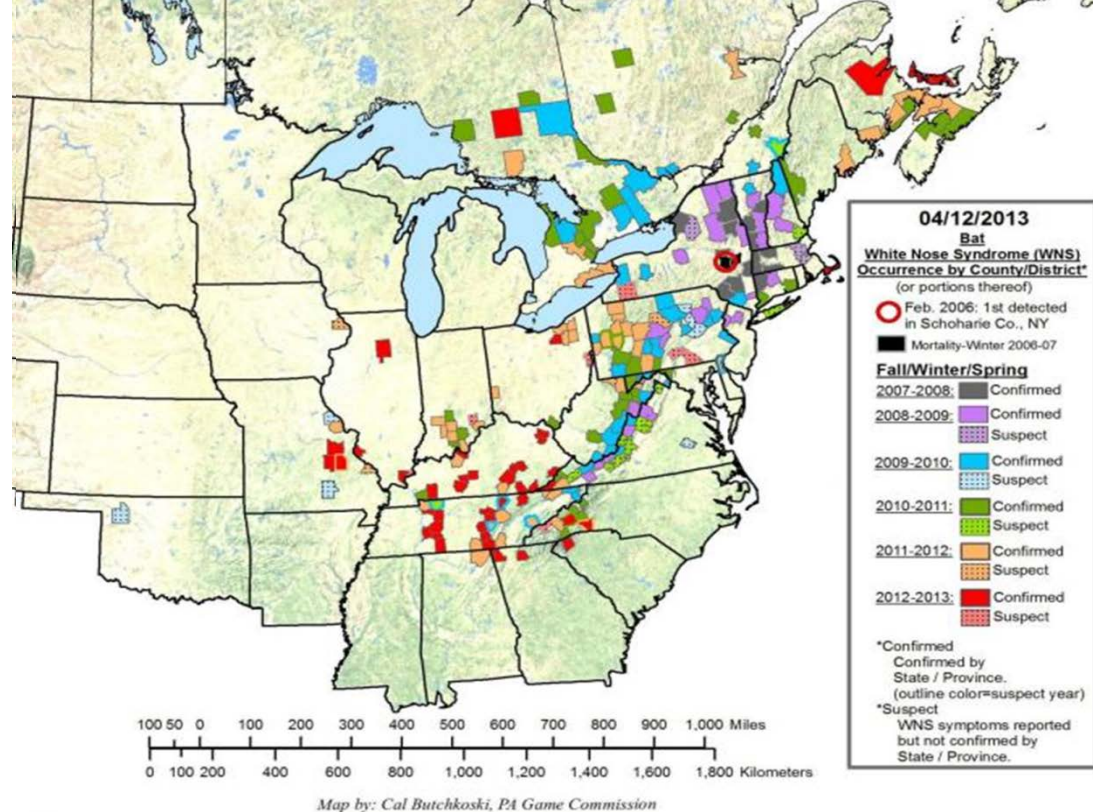 04/12/2013
Bat
White Nose Syndrome (WNS)
Occurrence by County/District*
(or portions thereof)
Feb. 2006: 1st detected
in Schoharie Co., NY
Mortality-Winter 2006-07
Fall/Winter/Spring
2007-2008: Confirmed
2008-2009: Confirmed
Suspect
2009-2010: Confirmed
Suspect
2010-2011: Confirmed
Suspect
2011-2012: Confirmed
Suspect
2012-2013: Confirmed
Suspect
*Confirmed
Confirmed by
State / Province.
(outline color=suspect year)
*Suspect
WNS symptoms reported
but not confirmed by
State / Province.
100 50 0 100 200 300 400 500 600 700 800 900 1,000 Miles
0 100 200 400 600 800 1,000 1,200 1,400 1,600 1,800 Kilometers
Map by: Cal Butchkoski, PA Game Commission